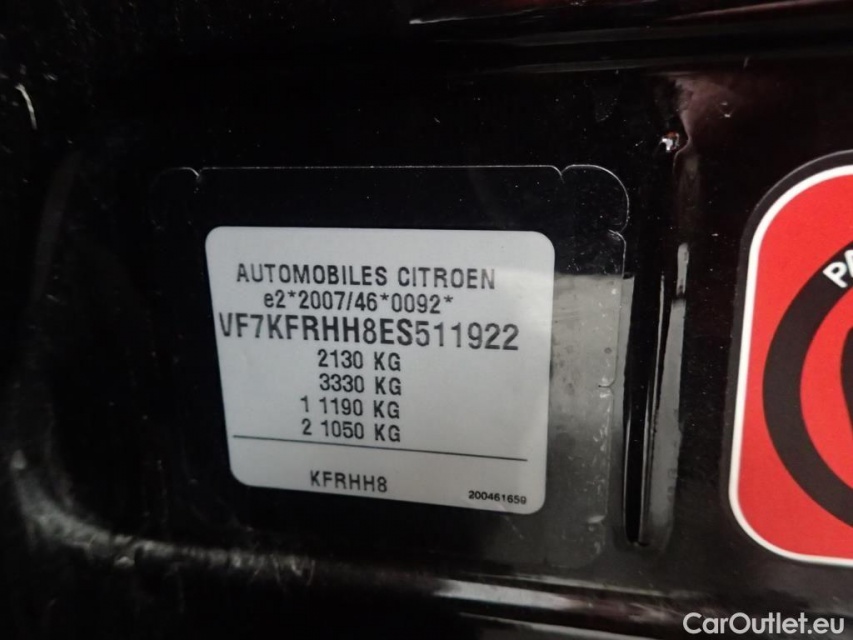 AUTOMOBILES CITROEN
e2*2007/46*0092*
VF7KFRHH8ES511922
2130 KG
3330 KG
1 1190 KG
2 1050 KG
KFRHH8
200461659
CarOutlet.eu